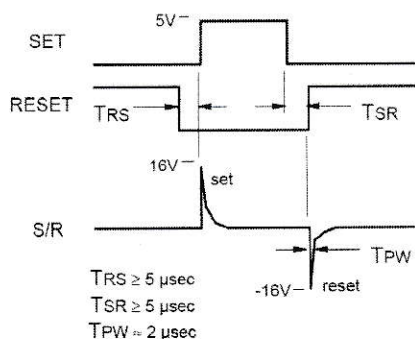 5V
SET
RESET
TRS
TSR
16V
set
S/R
TPW
-16V
reset
TRS ≥ 5 µsec
TSR ≥ 5 µsec
TPW ≈ 2 µsec